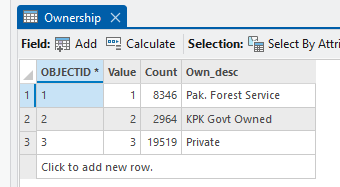 Ownership
Field: Add Calculate Selection: Select By Attri
OBJECTID * Value Count Own_desc
1 1 1 8346 Pak. Forest Service
2 2 2 2964 KPK Govt Owned
3 3 3 19519 Private
Click to add new row.